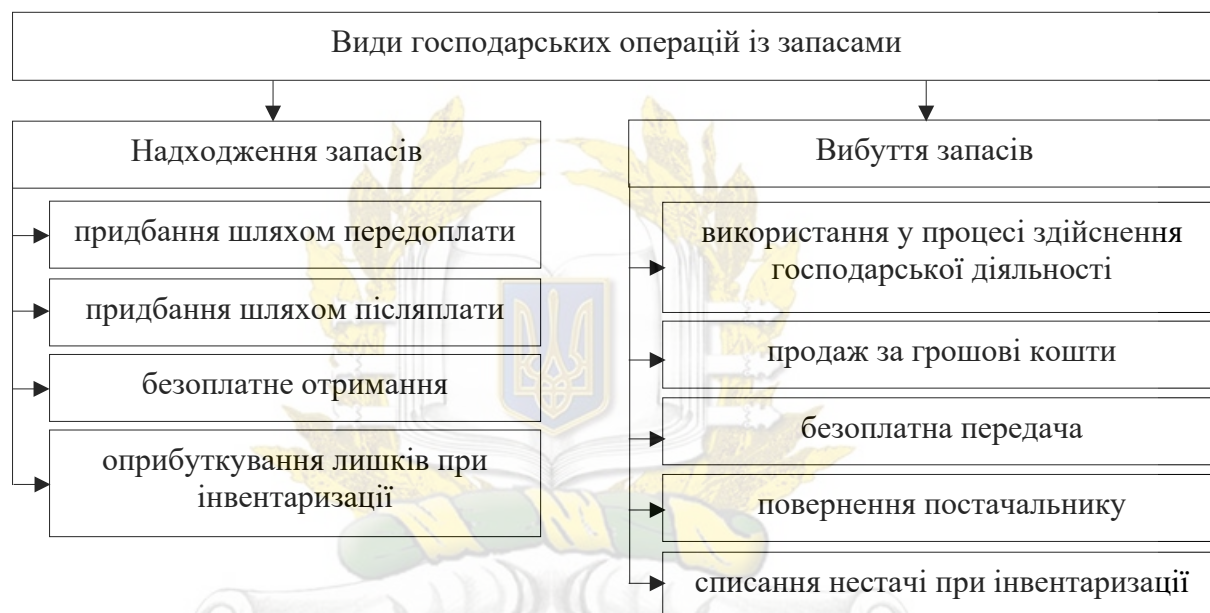 Види господарських операцій із запасами
Надходження запасів
придбання шляхом передоплати
придбання шляхом післяплати
безоплатне отримання
оприбуткування лишків при
інвентаризації
Вибуття запасів
використання у процесі здійснення
господарської діяльності
продаж за грошові кошти
безоплатна передача
повернення постачальнику
списання нестачі при інвентаризації